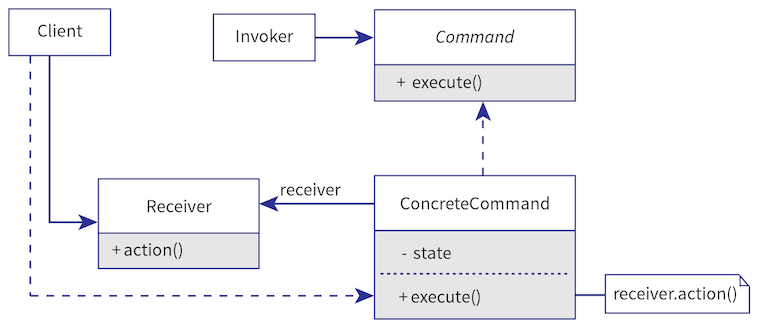 Client
Invoker
Command
+ execute()
Receiver
+ action()
receiver
ConcreteCommand
- state
+ execute()
receiver.action()